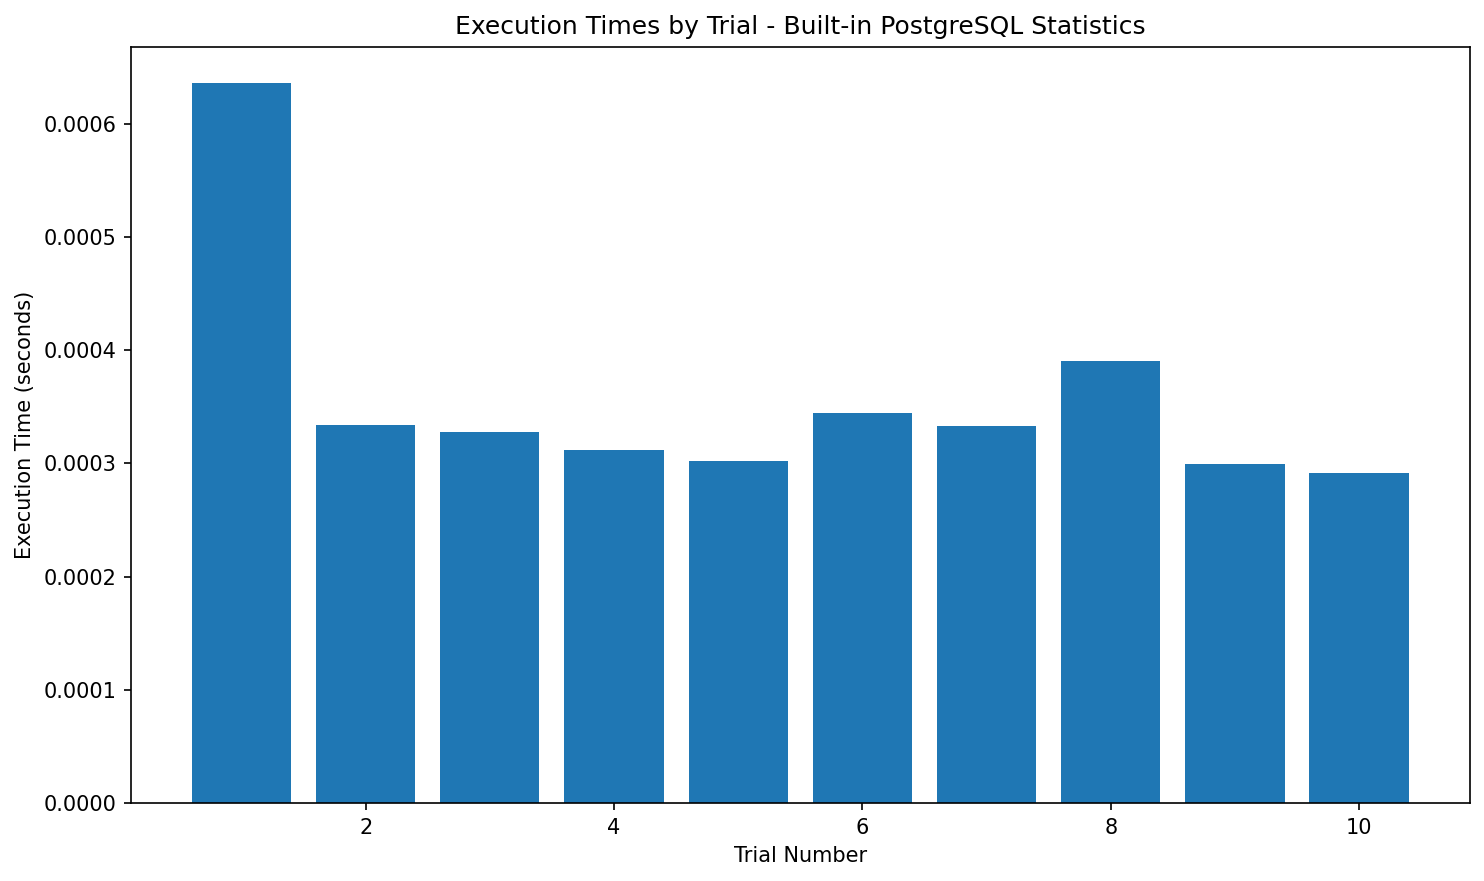 Execution Times by Trial - Built-in PostgreSQL Statistics
Execution Time (seconds)
0.0006
0.0005
0.0004
0.0003
0.0002
0.0001
0.0000
2 4 6 8 10
Trial Number